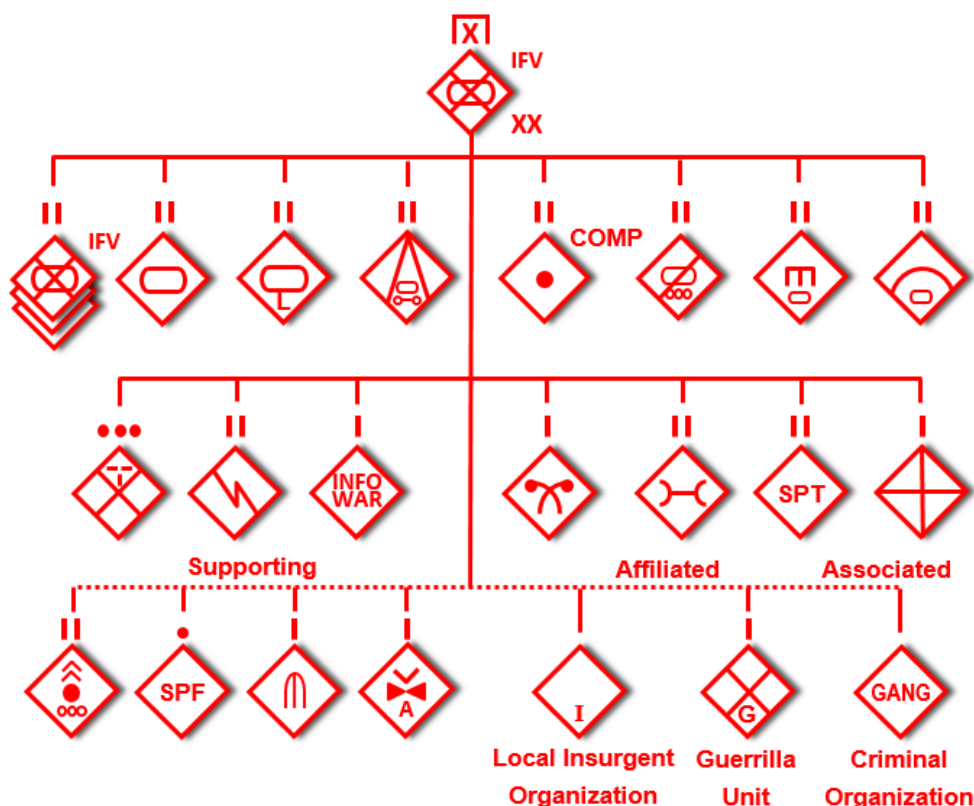 X
IFV
XX
IFV
L
COMP
INFO
WAR
SPT
Supporting
Affiliated
Associated
SPF
A
I
G
GANG
Local Insurgent
Organization
Guerrilla
Unit
Criminal
Organization